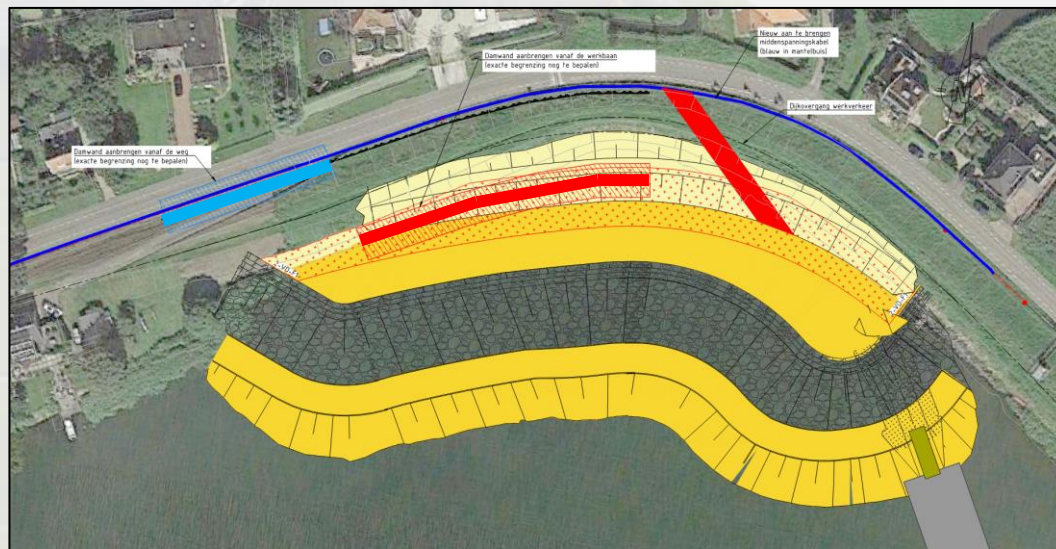 Nieuw aan te brengen
middenspanningskabel
(blauw in mantelbuis)
Damwand aanbrengen vanaf de werkbaan
(exacte begrenzing nog te bepalen)
Dijkovergang werkverkeer
Damwand aanbrengen vanaf de weg
(exacte begrenzing nog te bepalen)